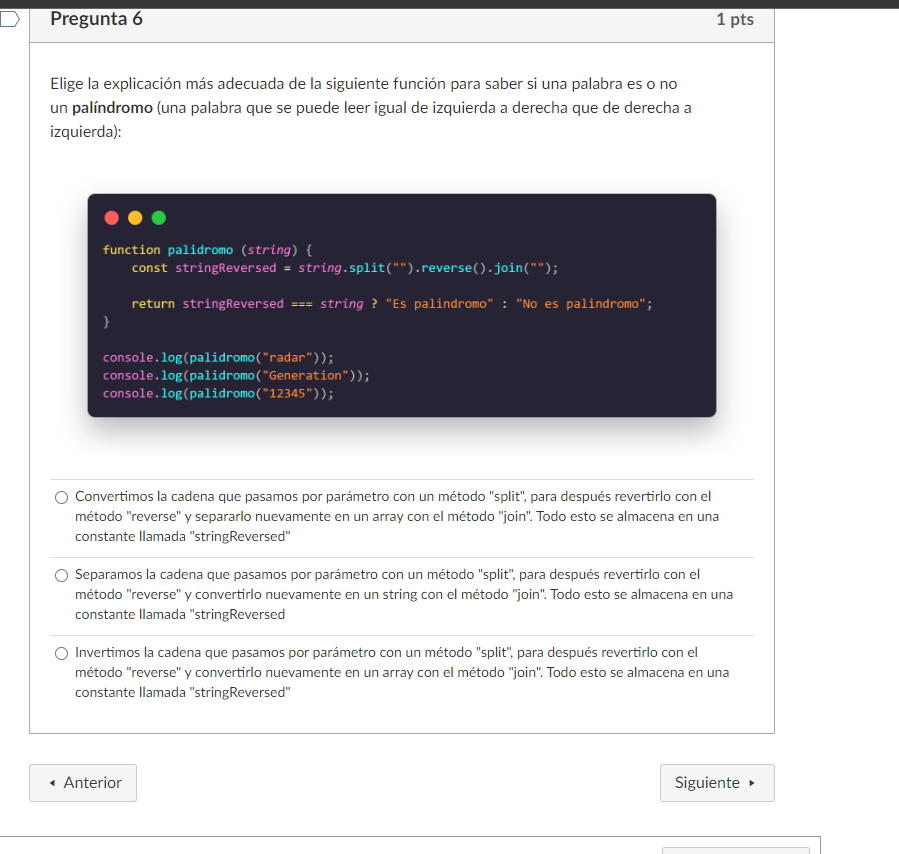 Pregunta 6
1 pts
Elige la explicación más adecuada de la siguiente función para saber si una palabra es o no
un palíndromo (una palabra que se puede leer igual de izquierda a derecha que de derecha a
izquierda):
function palidromo (string) {
const stringReversed = string.split("").reverse().join("");
return stringReversed === string ? "Es palindromo" : "No es palindromo";
}
console.log(palidromo("radar"));
console.log(palidromo("Generation"));
console.log(palidromo("12345"));
Convertimos la cadena que pasamos por parámetro con un método "split", para después revertirlo con el
método "reverse" y separarlo nuevamente en un array con el método "join". Todo esto se almacena en una
constante llamada "stringReversed"
Separamos la cadena que pasamos por parámetro con un método "split", para después revertirlo con el
método "reverse" y convertirlo nuevamente en un string con el método "join". Todo esto se almacena en una
constante llamada "stringReversed
Invertimos la cadena que pasamos por parámetro con un método "split", para después revertirlo con el
método "reverse" y convertirlo nuevamente en un array con el método "join". Todo esto se almacena en una
constante llamada "stringReversed"
Anterior
Siguiente